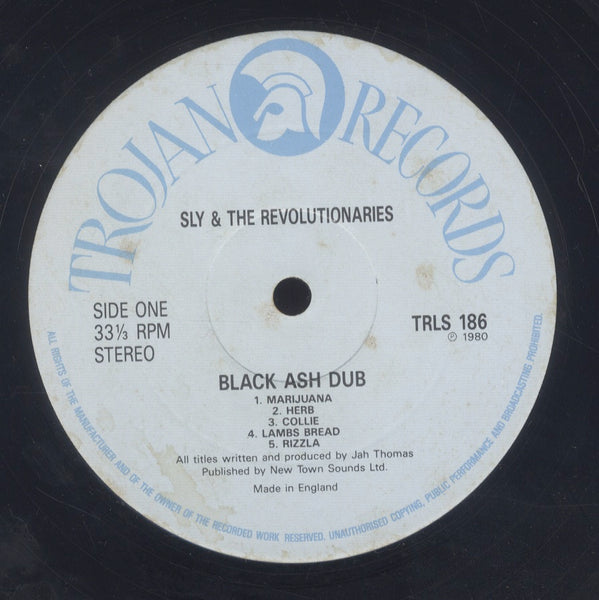 TROJAN RECORDS
SLY & THE REVOLUTIONARIES
SIDE ONE
33⅓ RPM
STEREO
TRLS 186
℗ 1980
BLACK ASH DUB
1. MARIJUANA
2. HERB
3. COLLIE
4. LAMBS BREAD
5. RIZZLA
All titles written and produced by Jah Thomas
Published by New Town Sounds Ltd.
Made in England
ALL RIGHTS OF THE MANUFACTURER AND OF THE OWNER OF THE RECORDED WORK RESERVED. UNAUTHORISED COPYING, PUBLIC PERFORMANCE AND BROADCASTING PROHIBITED.